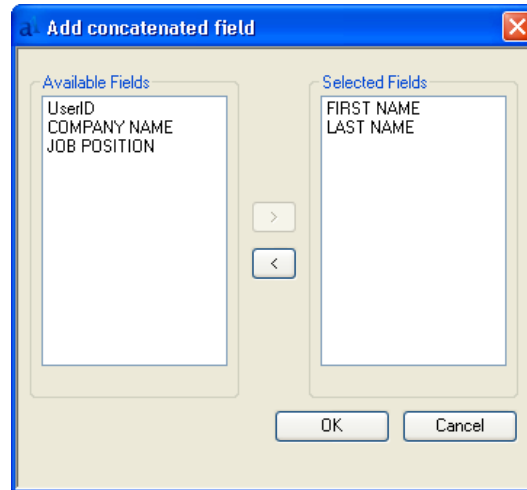 Add concatenated field
Available Fields
UserID
COMPANY NAME
JOB POSITION
>
<
Selected Fields
FIRST NAME
LAST NAME
OK
Cancel